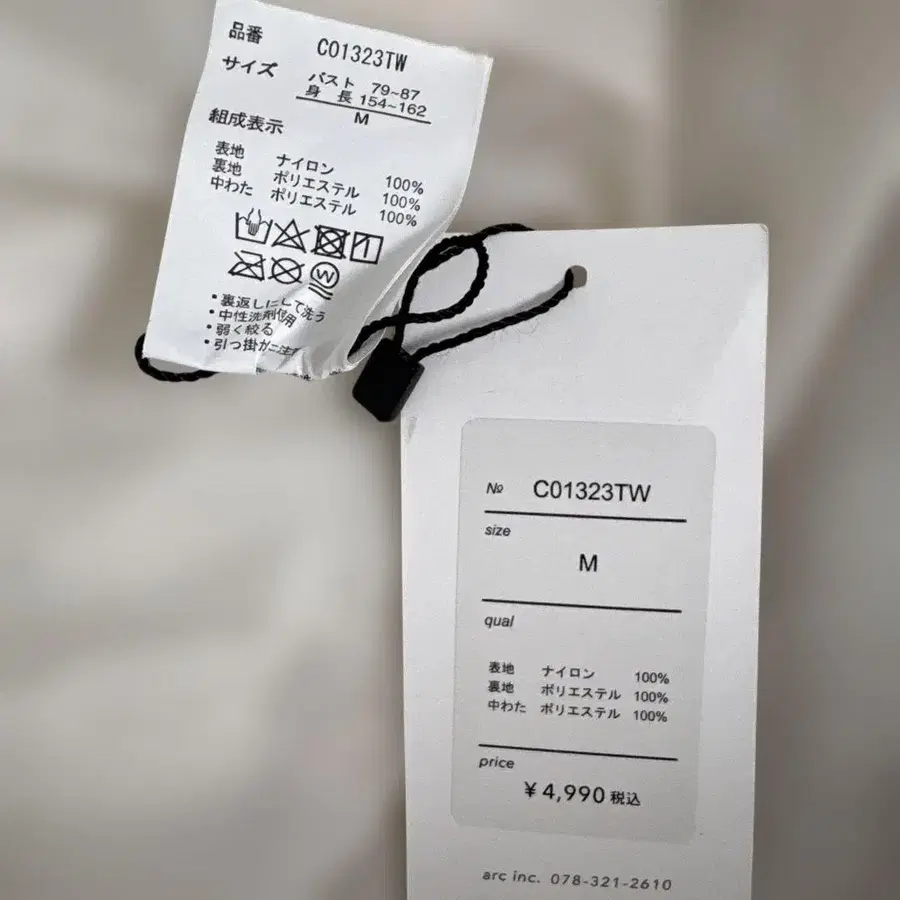 品番 C01323TW
サイズ バスト 79~87
身 長 154~162
M
組成表示
表地 ナイロン 100%
裏地 ポリエステル 100%
中わた ポリエステル 100%
W
・裏返しにして洗う
・中性洗剤使用
・弱く絞る
・引っ掛かご注
№ C01323TW
size
M
qual
表地 ナイロン 100%
裏地 ポリエステル 100%
中わた ポリエステル 100%
price
¥4,990税込
arc inc. 078-321-2610